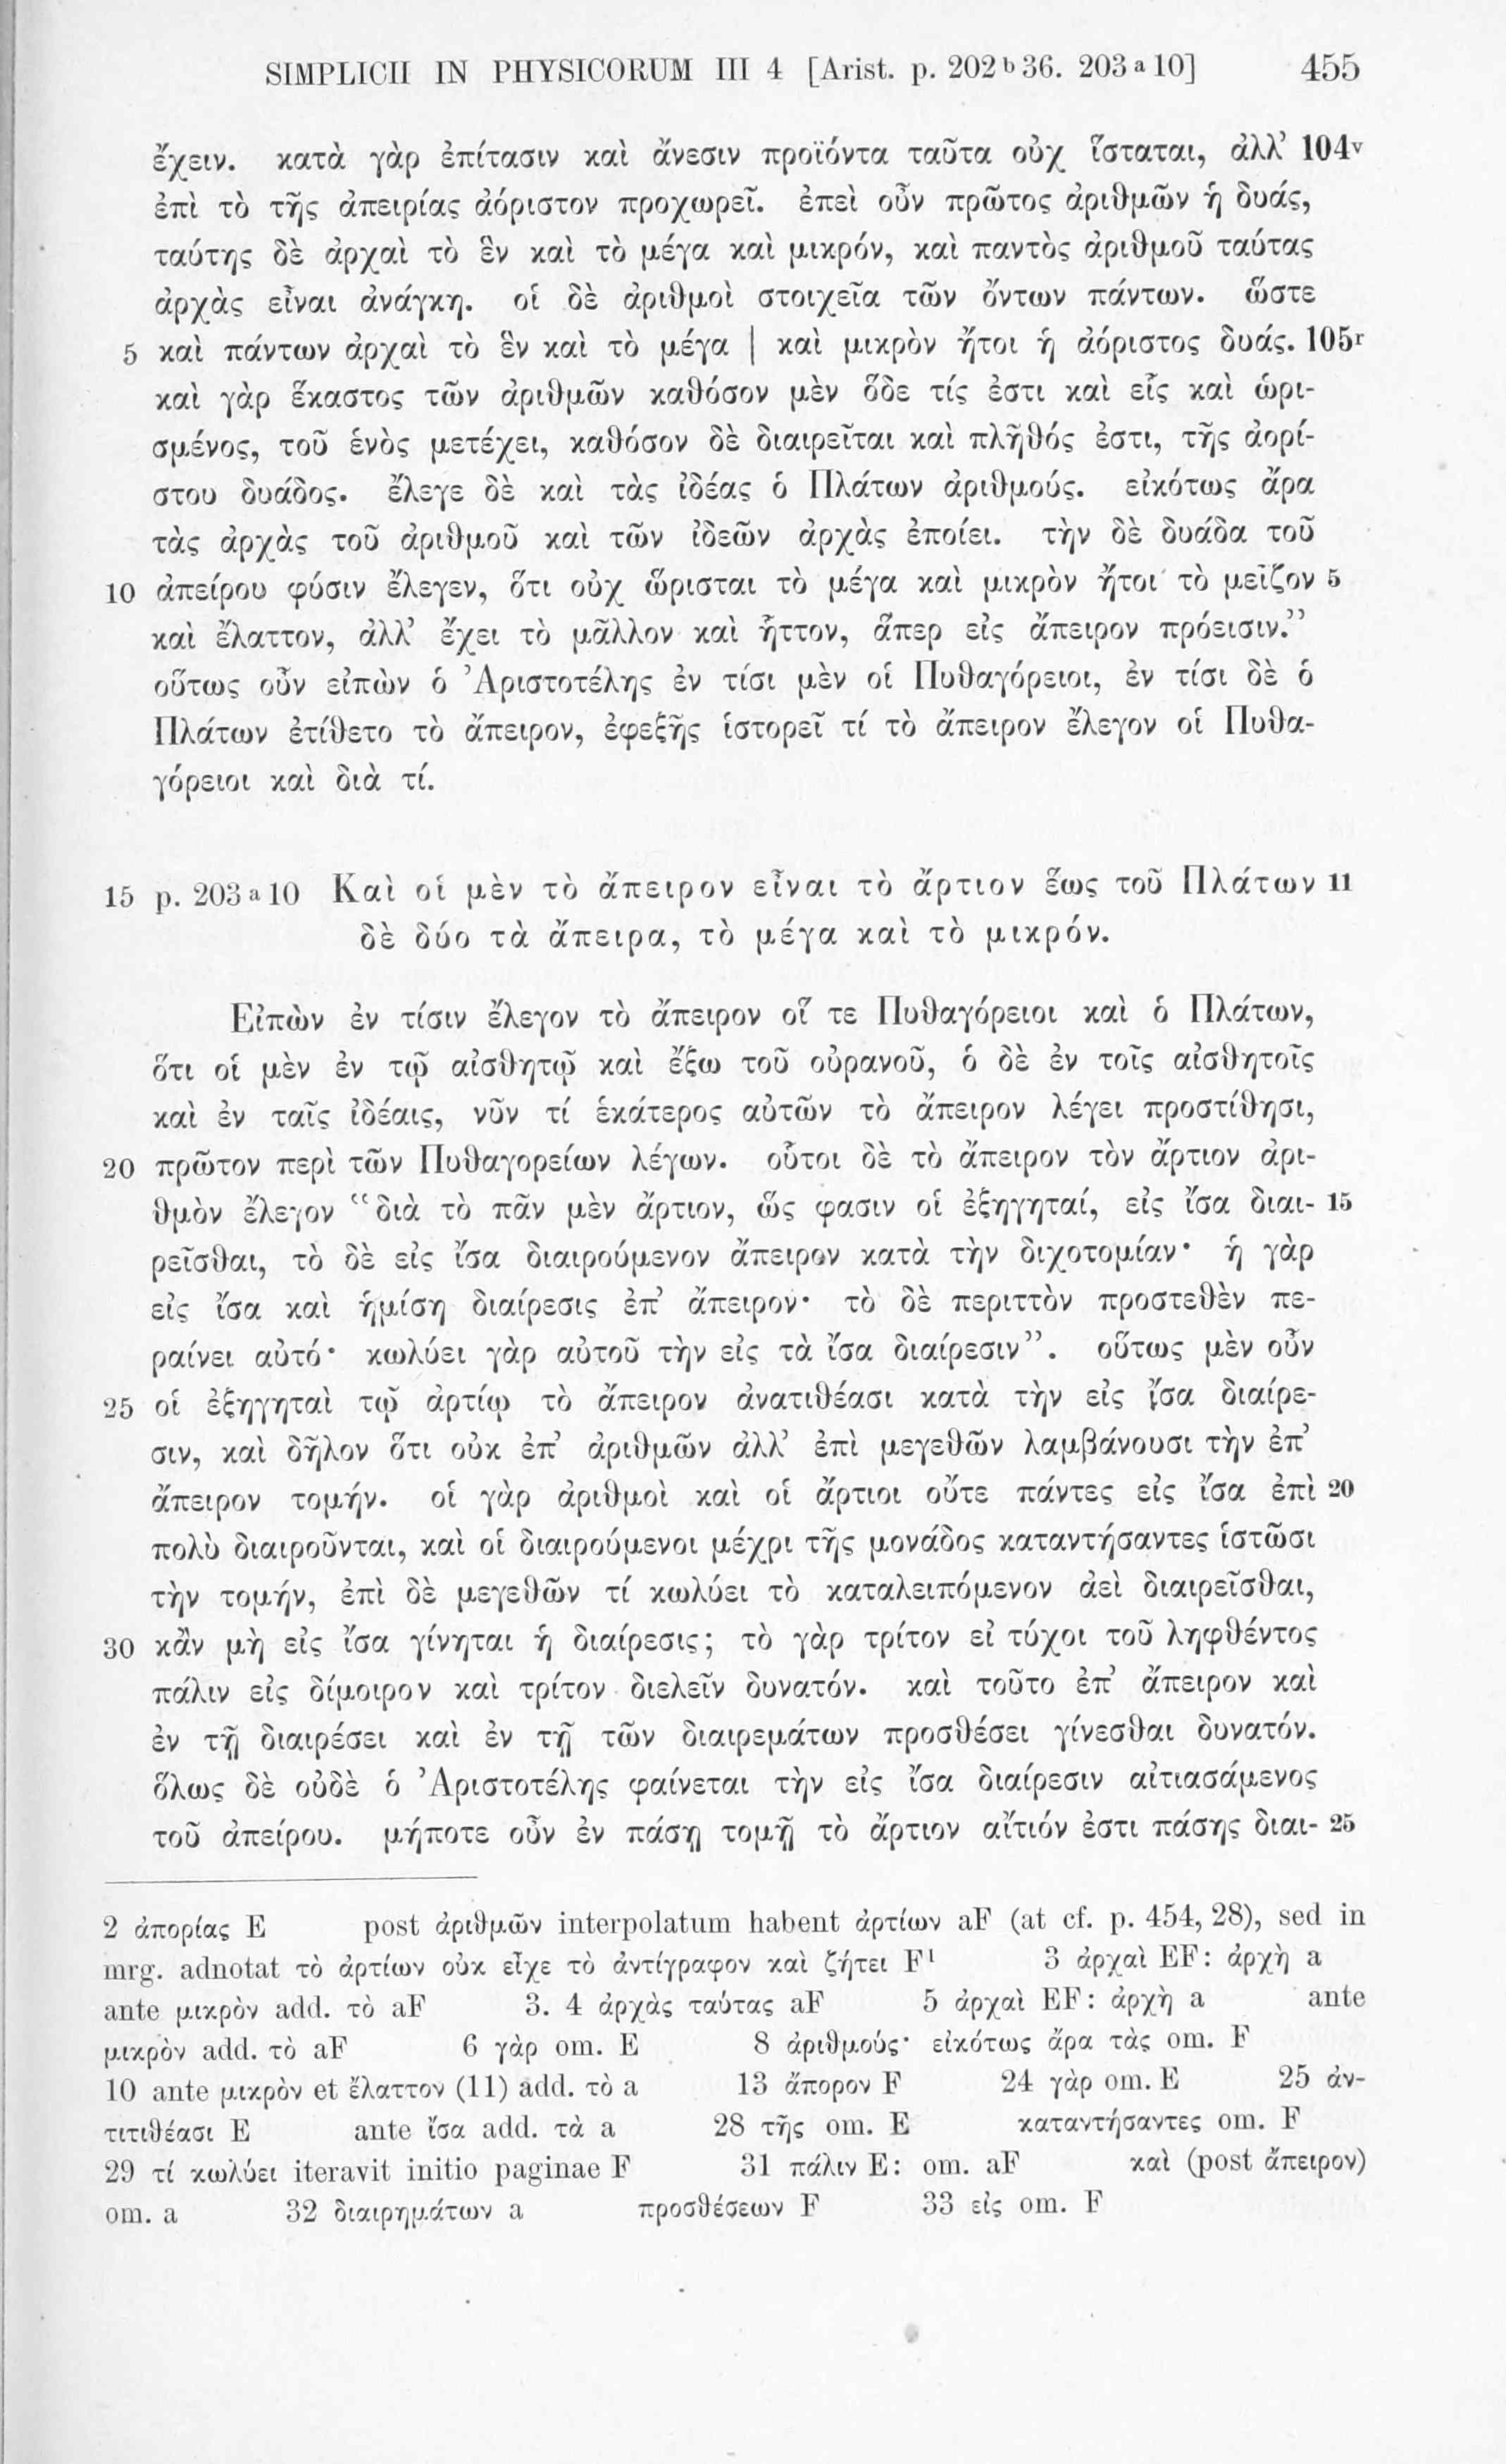 SIMPLICII IN PHYSICORUM III 4 [Arist. p. 202 b 36. 203 a 10] 455
ἔχειν. κατὰ γὰρ ἐπίτασιν καὶ ἄνεσιν προϊόντα ταῦτα οὐχ ἵσταται, ἀλλ’ 104v
ἐπὶ τὸ τῆς ἀπειρίας ἀόριστον προχωρεῖ. ἐπεὶ οὖν πρῶτος ἀριθμῶν ἡ δυάς,
ταύτης δὲ ἀρχαὶ τὸ ἓν καὶ τὸ μέγα καὶ μικρόν, καὶ παντὸς ἀριθμοῦ ταύτας
ἀρχὰς εἶναι ἀνάγκη. οἱ δὲ ἀριθμοὶ στοιχεῖα τῶν ὄντων πάντων. ὥστε
5 καὶ πάντων ἀρχαὶ τὸ ἓν καὶ τὸ μέγα | καὶ μικρὸν ἤτοι ἡ ἀόριστος δυάς. 105r
καὶ γὰρ ἕκαστος τῶν ἀριθμῶν καθόσον μὲν ὅδε τίς ἐστι καὶ εἷς καὶ ὡρι-
σμένος, τοῦ ἑνὸς μετέχει, καθόσον δὲ διαιρεῖται καὶ πλῆθός ἐστι, τῆς ἀορί-
στου δυάδος. ἔλεγε δὲ καὶ τὰς ἰδέας ὁ Πλάτων ἀριθμούς. εἰκότως ἄρα
τὰς ἀρχὰς τοῦ ἀριθμοῦ καὶ τῶν ἰδεῶν ἀρχὰς ἐποίει. τὴν δὲ δυάδα τοῦ
10 ἀπείρου φύσιν ἔλεγεν, ὅτι οὐχ ὥρισται τὸ μέγα καὶ μικρὸν ἤτοι τὸ μεῖζον 5
καὶ ἔλαττον, ἀλλ’ ἔχει τὸ μᾶλλον καὶ ἧττον, ἅπερ εἰς ἄπειρον πρόεισιν.”
οὕτως οὖν εἰπὼν ὁ Ἀριστοτέλης ἐν τίσι μὲν οἱ Πυθαγόρειοι, ἐν τίσι δὲ ὁ
Πλάτων ἐτίθετο τὸ ἄπειρον, ἐφεξῆς ἱστορεῖ τί τὸ ἄπειρον ἔλεγον οἱ Πυθα-
γόρειοι καὶ διὰ τί.
15 p. 203 a 10 Καὶ οἱ μὲν τὸ ἄπειρον εἶναι τὸ ἄρτιον ἕως τοῦ Πλάτων 11
δὲ δύο τὰ ἄπειρα, τὸ μέγα καὶ τὸ μικρόν.
Εἰπὼν ἐν τίσιν ἔλεγον τὸ ἄπειρον οἵ τε Πυθαγόρειοι καὶ ὁ Πλάτων,
ὅτι οἱ μὲν ἐν τῷ αἰσθητῷ καὶ ἔξω τοῦ οὐρανοῦ, ὁ δὲ ἐν τοῖς αἰσθητοῖς
καὶ ἐν ταῖς ἰδέαις, νῦν τί ἑκάτερος αὐτῶν τὸ ἄπειρον λέγει προστίθησι,
20 πρῶτον περὶ τῶν Πυθαγορείων λέγων. οὗτοι δὲ τὸ ἄπειρον τὸν ἄρτιον ἀρι-
θμὸν ἔλεγον “διὰ τὸ πᾶν μὲν ἄρτιον, ὥς φασιν οἱ ἐξηγηταί, εἰς ἴσα διαι- 15
ρεῖσθαι, τὸ δὲ εἰς ἴσα διαιρούμενον ἄπειρον κατὰ τὴν διχοτομίαν· ἡ γὰρ
εἰς ἴσα καὶ ἡμίση διαίρεσις ἐπ’ ἄπειρον· τὸ δὲ περιττὸν προστεθὲν πε-
ραίνει αὐτό· κωλύει γὰρ αὐτοῦ τὴν εἰς τὰ ἴσα διαίρεσιν”. οὕτως μὲν οὖν
25 οἱ ἐξηγηταὶ τῷ ἀρτίῳ τὸ ἄπειρον ἀνατιθέασι κατὰ τὴν εἰς ἴσα διαίρε-
σιν, καὶ δῆλον ὅτι οὐκ ἐπ’ ἀριθμῶν ἀλλ’ ἐπὶ μεγεθῶν λαμβάνουσι τὴν ἐπ’
ἄπειρον τομήν. οἱ γὰρ ἀριθμοὶ καὶ οἱ ἄρτιοι οὔτε πάντες εἰς ἴσα ἐπὶ 20
πολὺ διαιροῦνται, καὶ οἱ διαιρούμενοι μέχρι τῆς μονάδος καταντήσαντες ἱστῶσι
τὴν τομήν, ἐπὶ δὲ μεγεθῶν τί κωλύει τὸ καταλειπόμενον ἀεὶ διαιρεῖσθαι,
30 κἂν μὴ εἰς ἴσα γίνηται ἡ διαίρεσις; τὸ γὰρ τρίτον εἰ τύχοι τοῦ ληφθέντος
πάλιν εἰς δίμοιρον καὶ τρίτον διελεῖν δυνατόν. καὶ τοῦτο ἐπ’ ἄπειρον καὶ
ἐν τῇ διαιρέσει καὶ ἐν τῇ τῶν διαιρεμάτων προσθέσει γίνεσθαι δυνατόν.
ὅλως δὲ οὐδὲ ὁ Ἀριστοτέλης φαίνεται τὴν εἰς ἴσα διαίρεσιν αἰτιασάμενος
τοῦ ἀπείρου. μήποτε οὖν ἐν πάσῃ τομῇ τὸ ἄρτιον αἴτιόν ἐστι πάσης διαι- 25
2 ἀπορίας E post ἀριθμῶν interpolatum habent ἀρτίων aF (at cf. p. 454, 28), sed in
mrg. adnotat τὸ ἀρτίων οὐκ εἶχε τὸ ἀντίγραφον καὶ ζήτει F¹ 3 ἀρχαὶ EF: ἀρχὴ a
ante μικρὸν add. τὸ aF 3. 4 ἀρχὰς ταύτας aF 5 ἀρχαὶ EF: ἀρχὴ a ante
μικρὸν add. τὸ aF 6 γὰρ om. E 8 ἀριθμούς· εἰκότως ἄρα τὰς om. F
10 ante μικρὸν et ἔλαττον (11) add. τὸ a 13 ἄπορον F 24 γὰρ om. E 25 ἀν-
τιτιθέασι E ante ἴσα add. τὰ a 28 τῆς om. E καταντήσαντες om. F
29 τί κωλύει iteravit initio paginae F 31 πάλιν E: om. aF καὶ (post ἄπειρον)
om. a 32 διαιρημάτων a προσθέσεων F 33 εἰς om. F